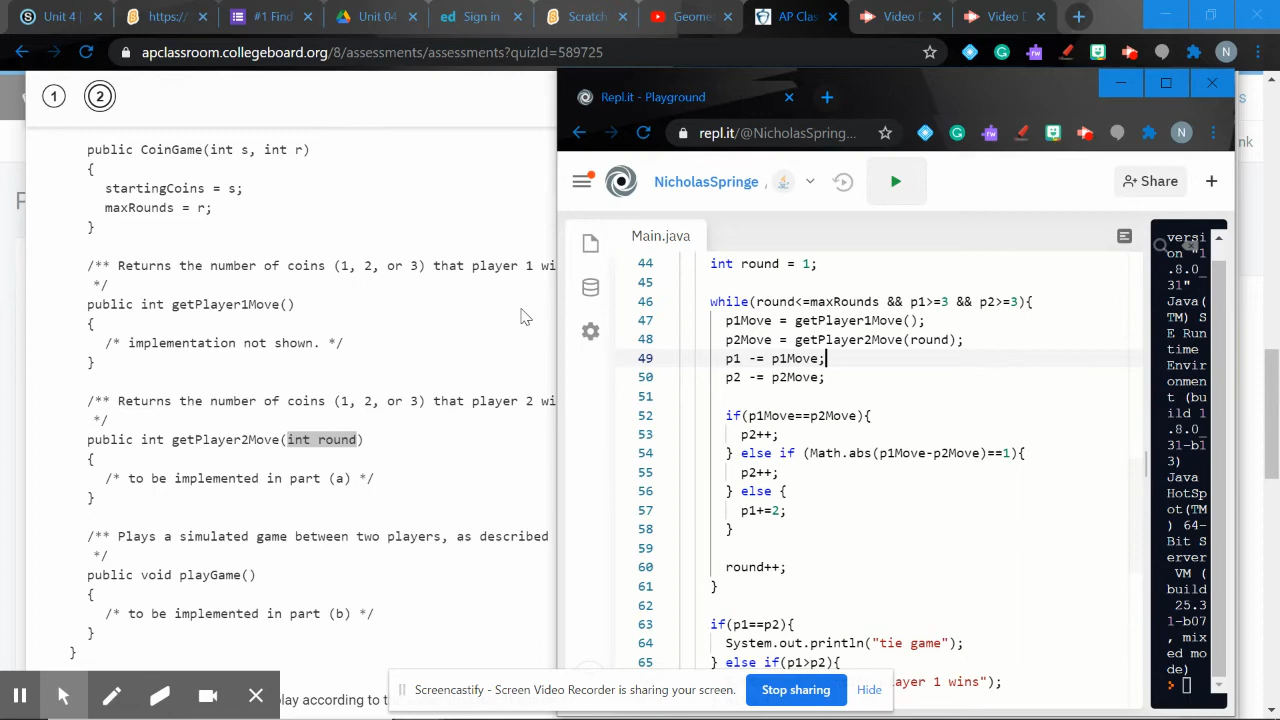 Unit 4 |
https://
#1 Find
Unit 04
ed Sign in
Scratch
Geome
AP Clas
Video D
Video D
apclassroom.collegeboard.org/8/assessments/assessments?quizId=589725
N
1 2
public CoinGame(int s, int r)
{
startingCoins = s;
maxRounds = r;
}
/** Returns the number of coins (1, 2, or 3) that player 1 wi
*/
public int getPlayer1Move()
{
/* implementation not shown. */
}
/** Returns the number of coins (1, 2, or 3) that player 2 wi
*/
public int getPlayer2Move(int round)
{
/* to be implemented in part (a) */
}
/** Plays a simulated game between two players, as described
*/
public void playGame()
{
/* to be implemented in part (b) */
}
}
play according to t
Repl.it - Playground
repl.it/@NicholasSpring...
N
NicholasSpringe
Share
Main.java
44 int round = 1;
45
46 while(round<=maxRounds && p1>=3 && p2>=3){
47 p1Move = getPlayer1Move();
48 p2Move = getPlayer2Move(round);
49 p1 -= p1Move;
50 p2 -= p2Move;
51
52 if(p1Move==p2Move){
53 p2++;
54 } else if (Math.abs(p1Move-p2Move)==1){
55 p2++;
56 } else {
57 p1+=2;
58 }
59
60 round++;
61 }
62
63 if(p1==p2){
64 System.out.println("tie game");
65 } else if(p1>p2){
layer 1 wins");
versi
on "1
.8.0_
31"
Java(
TM) S
E Run
time
Envir
onmen
t (bu
ild 1
.8.0_
31-b1
3)
Java
HotSp
ot(TM
) 64-
Bit S
erver
VM (
build
25.31
1-b07
, mix
ed mo
de)
Screencastify - Screen Video Recorder is sharing your screen.
Stop sharing
Hide
nk